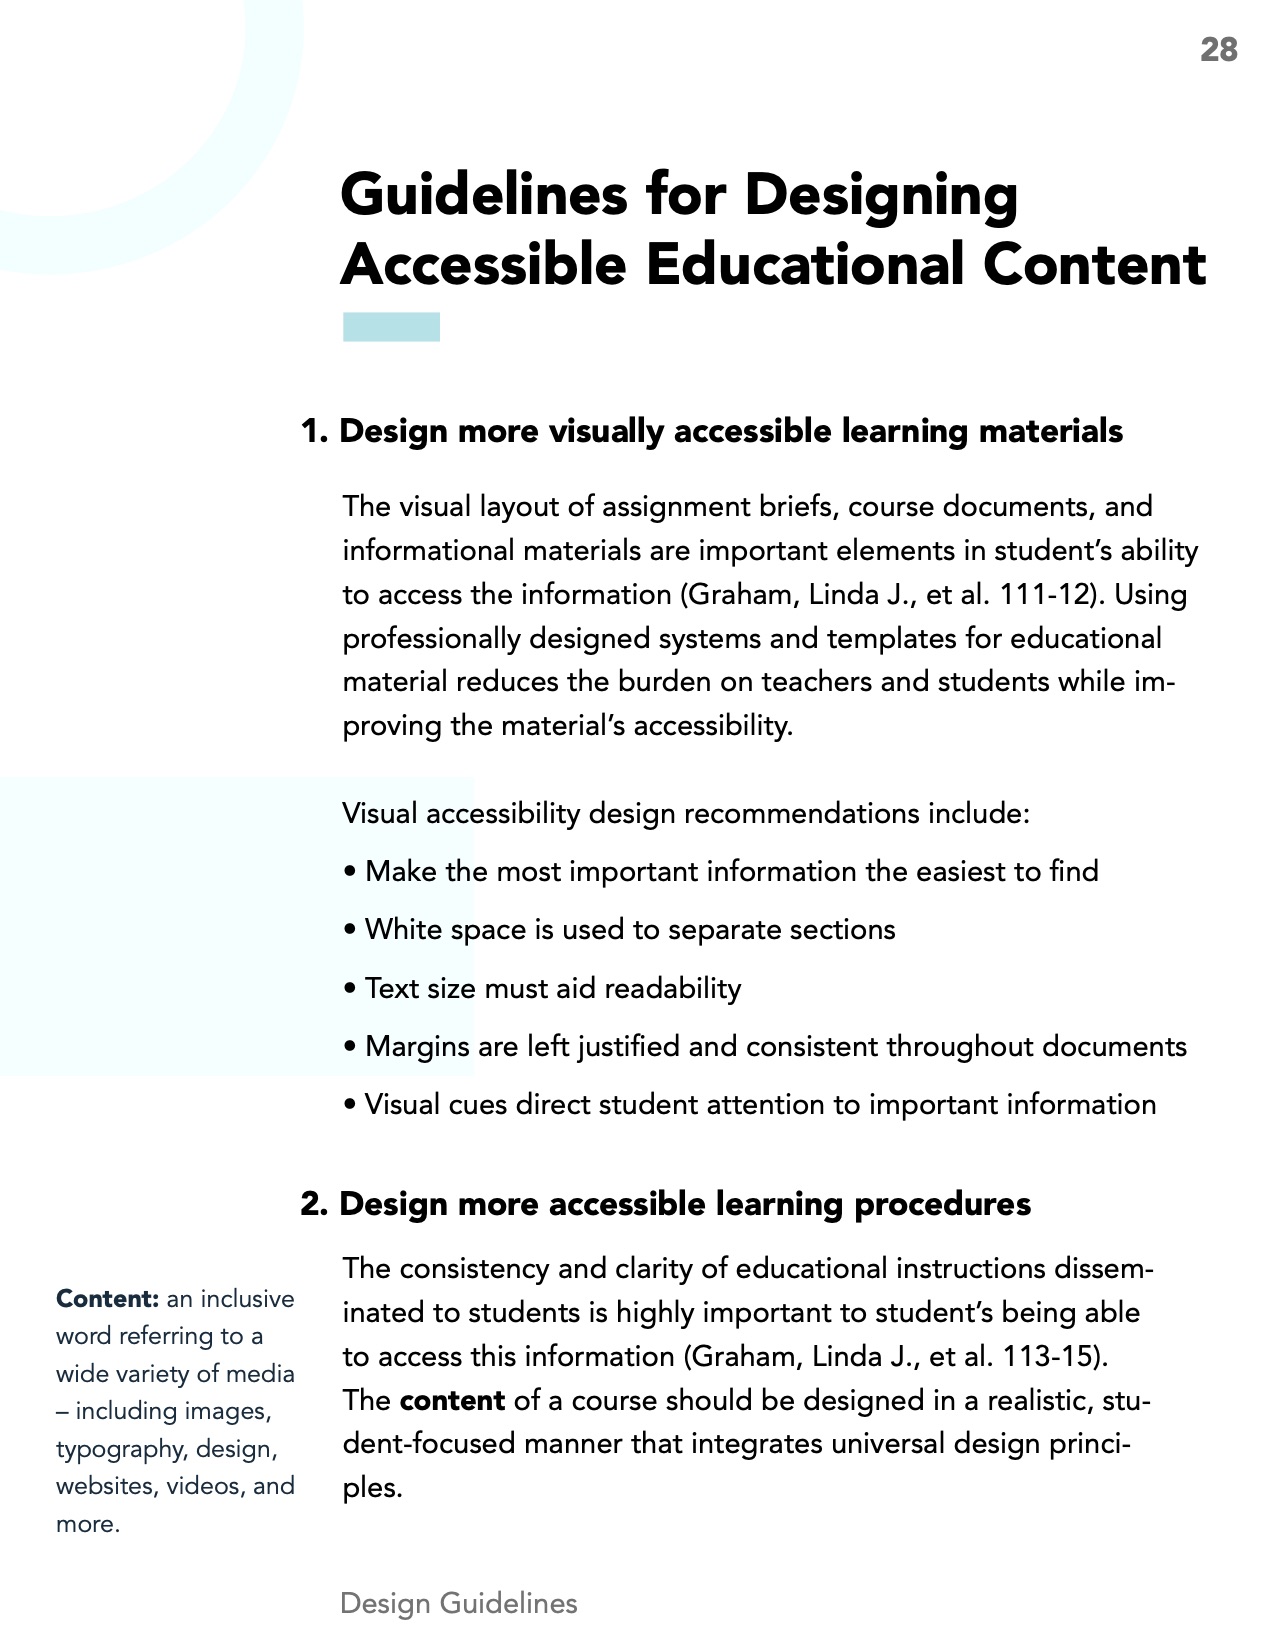 28
Guidelines for Designing
Accessible Educational Content
1. Design more visually accessible learning materials
The visual layout of assignment briefs, course documents, and
informational materials are important elements in student’s ability
to access the information (Graham, Linda J., et al. 111-12). Using
professionally designed systems and templates for educational
material reduces the burden on teachers and students while im-
proving the material’s accessibility.
Visual accessibility design recommendations include:
• Make the most important information the easiest to find
• White space is used to separate sections
• Text size must aid readability
• Margins are left justified and consistent throughout documents
• Visual cues direct student attention to important information
2. Design more accessible learning procedures
The consistency and clarity of educational instructions dissem-
inated to students is highly important to student’s being able
to access this information (Graham, Linda J., et al. 113-15).
The content of a course should be designed in a realistic, stu-
dent-focused manner that integrates universal design princi-
ples.
Content: an inclusive
word referring to a
wide variety of media
– including images,
typography, design,
websites, videos, and
more.
Design Guidelines